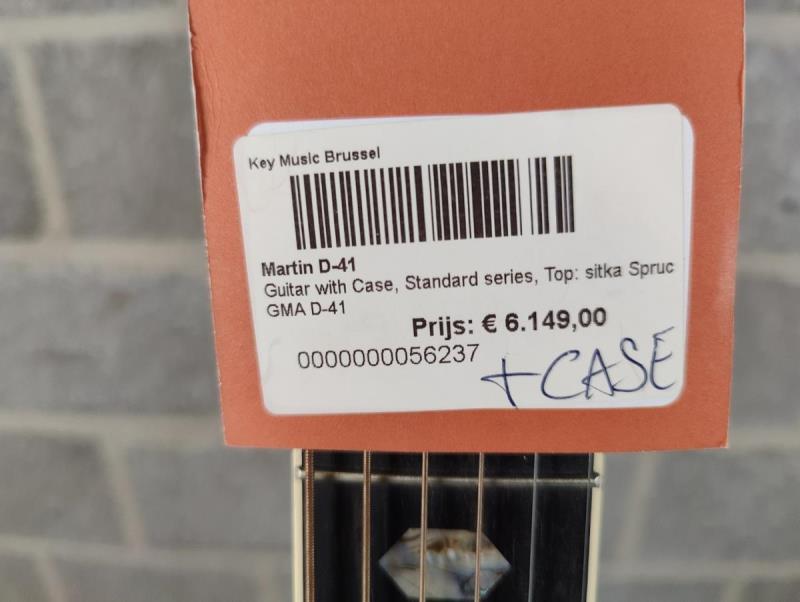 Key Music Brussel
Martin D-41
Guitar with Case, Standard series, Top: sitka Spruc
GMA D-41
Prijs: € 6.149,00
0000000056237
+ CASE